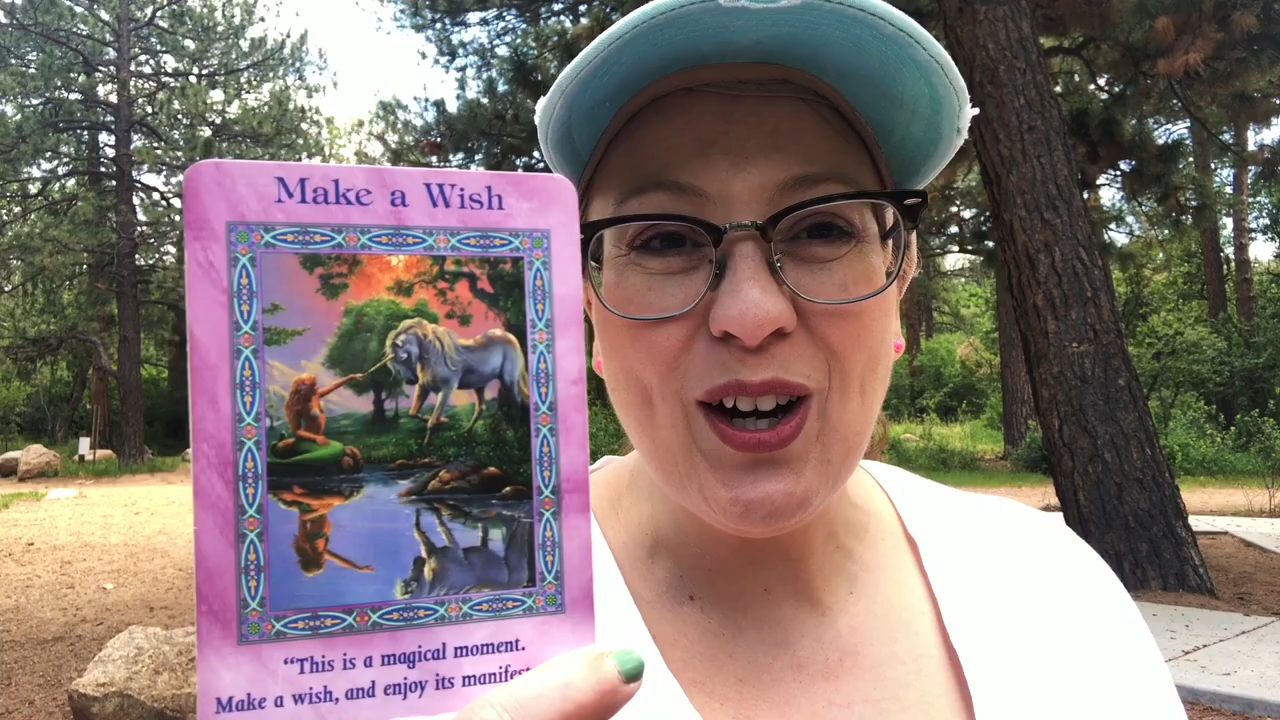 Make a Wish
“This is a magical moment.
Make a wish, and enjoy its